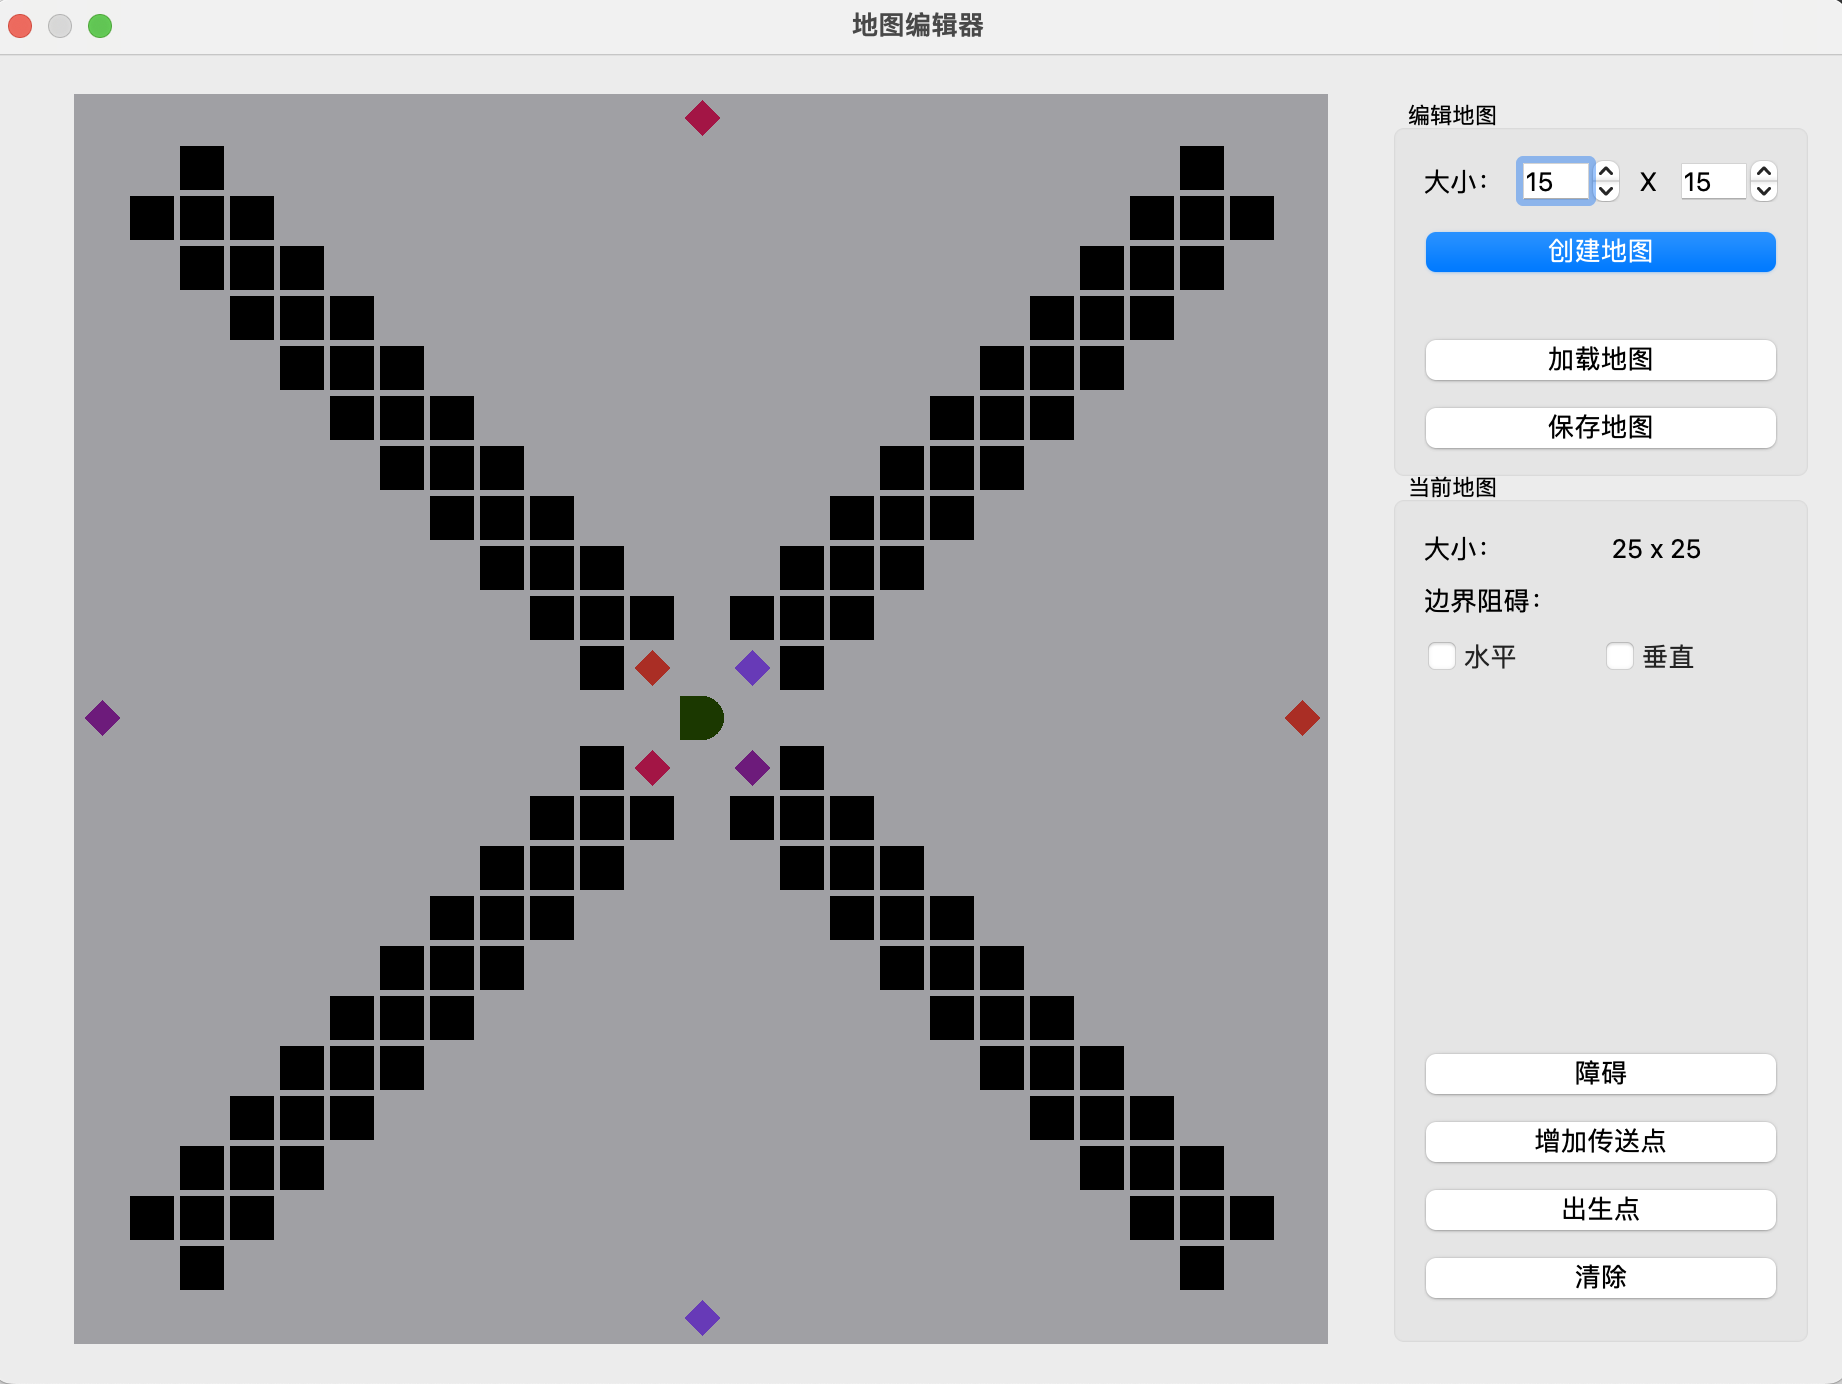 地图编辑器
编辑地图
大小： 15 X 15
创建地图
加载地图
保存地图
当前地图
大小： 25 x 25
边界阻碍：
水平 垂直
障碍
增加传送点
出生点
清除